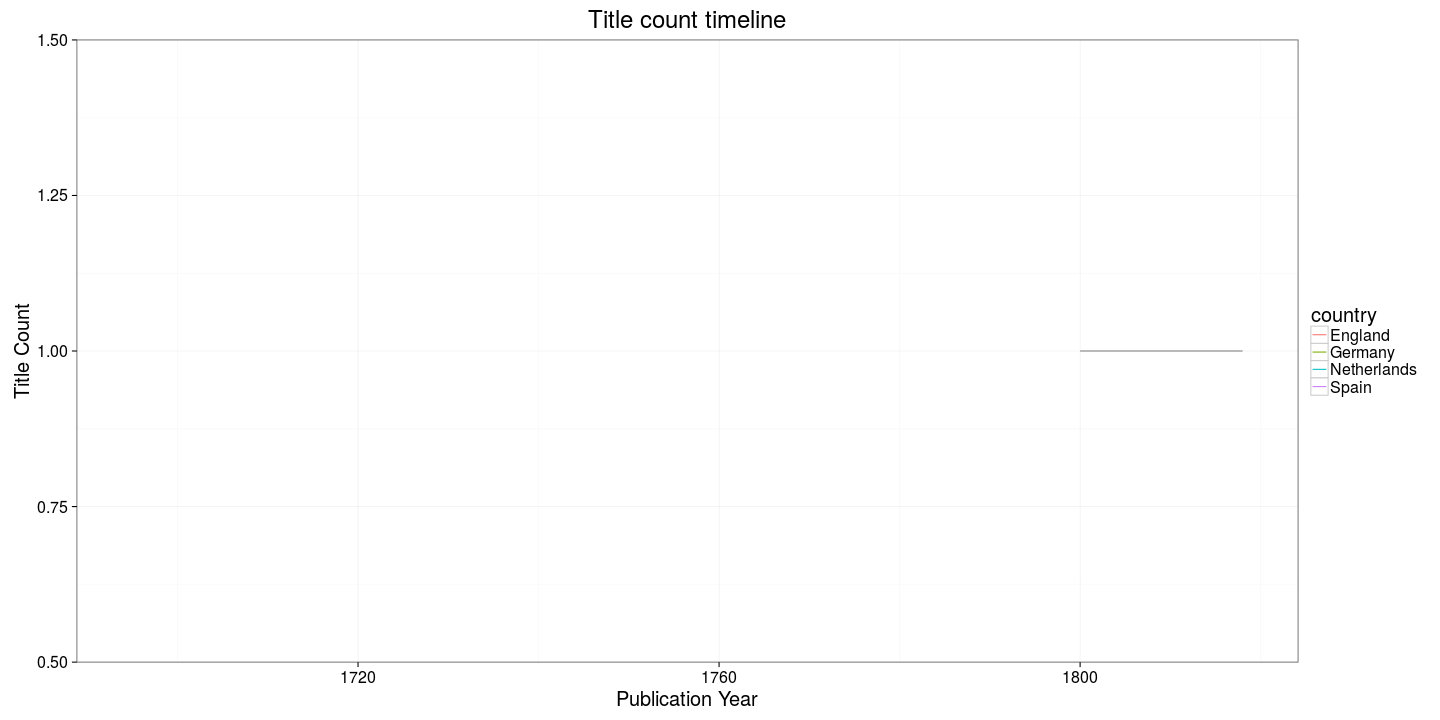 Title count timeline
1.50
1.25
1.00
0.75
0.50
Title Count
1720 1760 1800
Publication Year
country
England
Germany
Netherlands
Spain